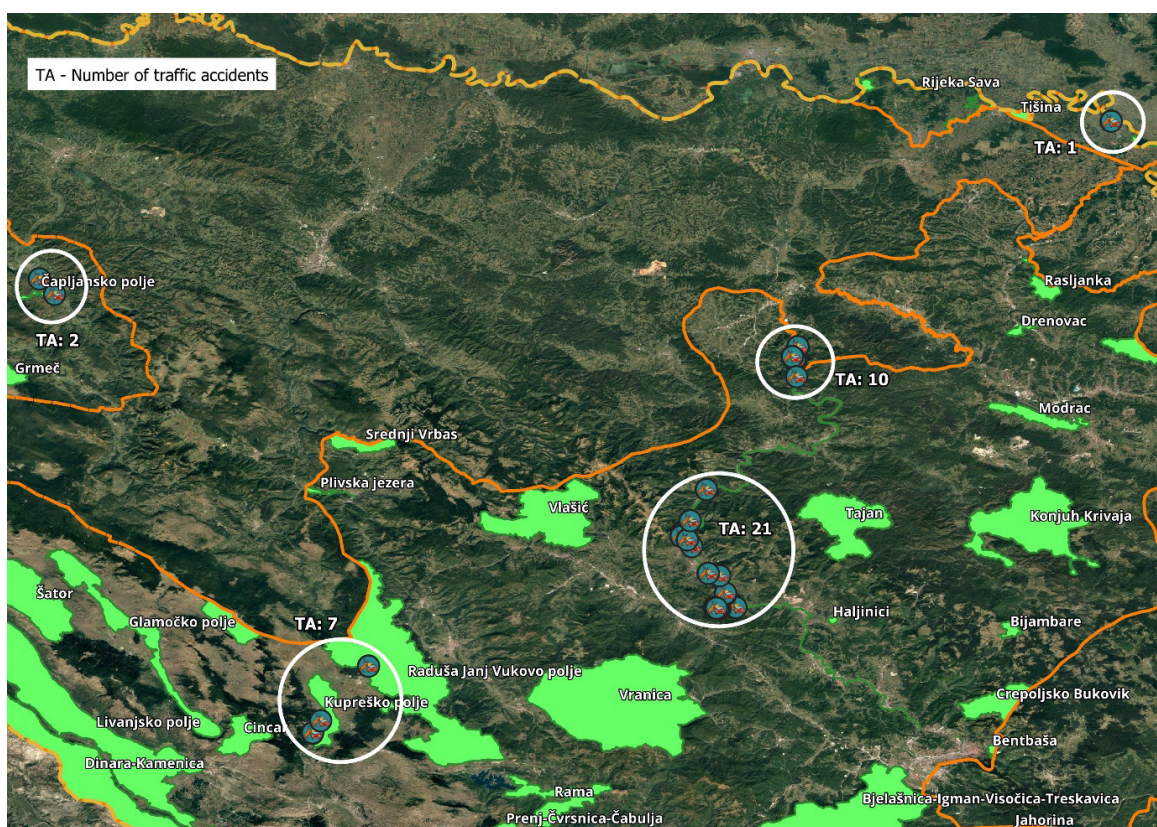 TA - Number of traffic accidents
Rijeka Sava
Tišina
TA: 1
Čapljansko polje
Rasljanka
Drenovac
TA: 2
Grmeč
TA: 10
Modrac
Srednji Vrbas
Plivska jezera
Vlašić
Tajan
Konjuh Krivaja
TA: 21
Šator
Glamočko polje
TA: 7
Haljinici
Bijambare
Raduša Janj Vukovo polje
Vranica
Crepoljsko Bukovik
Kupreško polje
Livanjsko polje
Cincar
Bentbaša
Dinara-Kamenica
Rama
Bjelašnica-Igman-Visočica-Treskavica
Prenj-Čvrsnica-Čabulja
Jahorina